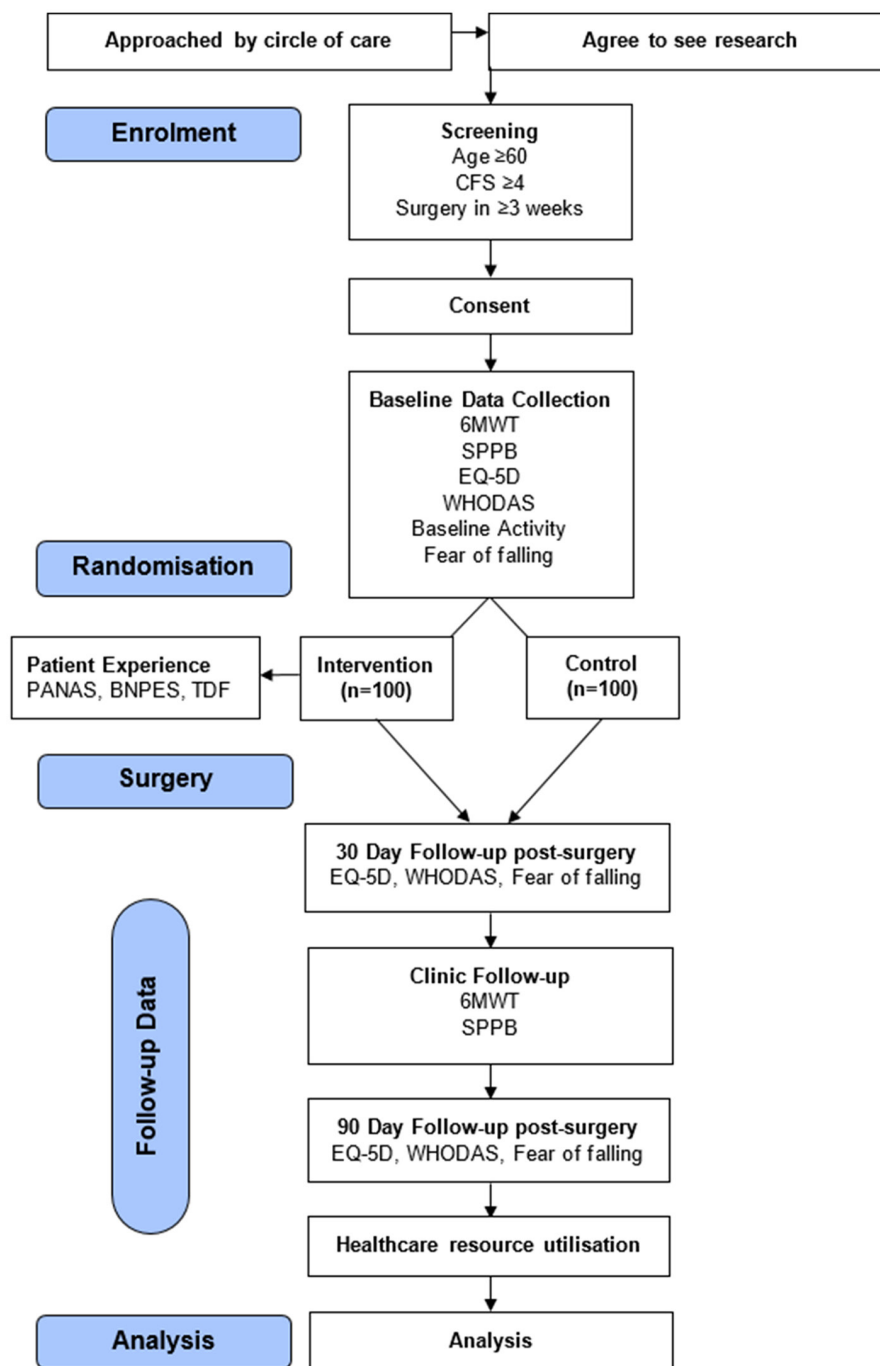 Approached by circle of care
Agree to see research
Enrolment
Screening
Age ≥60
CFS ≥4
Surgery in ≥3 weeks
Consent
Baseline Data Collection
6MWT
SPPB
EQ-5D
WHODAS
Baseline Activity
Fear of falling
Randomisation
Patient Experience
PANAS, BNPES, TDF
Intervention
(n=100)
Control
(n=100)
Surgery
30 Day Follow-up post-surgery
EQ-5D, WHODAS, Fear of falling
Follow-up Data
Clinic Follow-up
6MWT
SPPB
90 Day Follow-up post-surgery
EQ-5D, WHODAS, Fear of falling
Healthcare resource utilisation
Analysis
Analysis